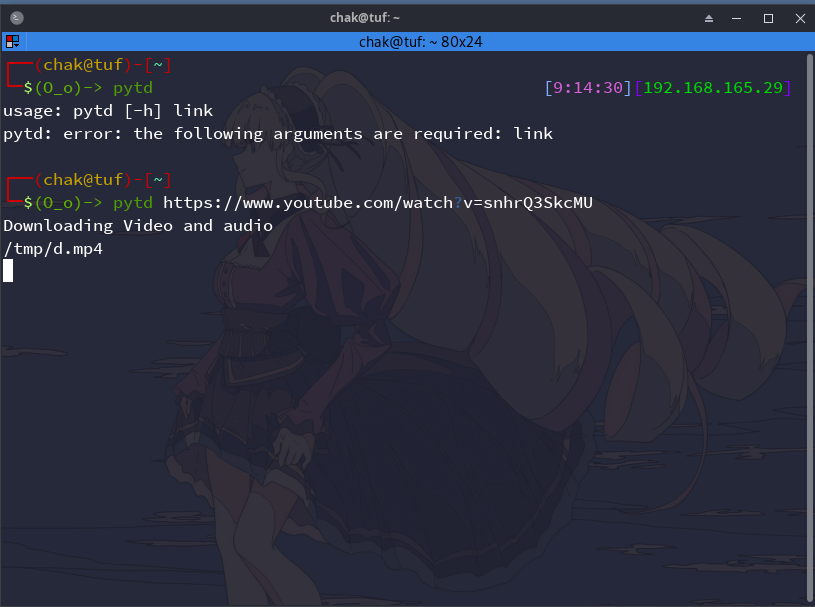 chak@tuf: ~
chak@tuf: ~ 80x24
(chak@tuf)-[~]
$(O_o)-> pytd [9:14:30][192.168.165.29]
usage: pytd [-h] link
pytd: error: the following arguments are required: link
(chak@tuf)-[~]
$(O_o)-> pytd https://www.youtube.com/watch?v=snhrQ3SkcMU
Downloading Video and audio
/tmp/d.mp4